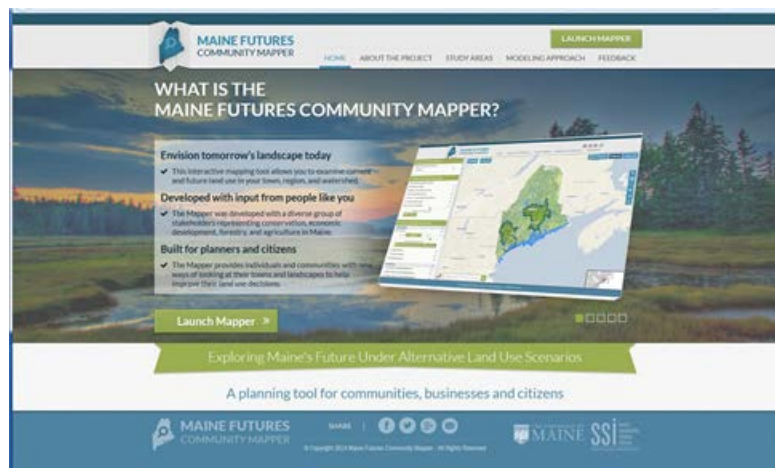 MAINE FUTURES
COMMUNITY MAPPER
LAUNCH MAPPER
HOME ABOUT THE PROJECT STUDY AREAS MODELING APPROACH FEEDBACK
WHAT IS THE
MAINE FUTURES COMMUNITY MAPPER?
Envision tomorrow's landscape today
✔ This interactive mapping tool allows you to examine current
and future land use in your town, region, and watershed.
Developed with input from people like you
✔ The Mapper was developed with a diverse group of
stakeholders representing conservation, economic
development, forestry, and agriculture in Maine.
Built for planners and citizens
✔ The Mapper provides individuals and communities with new
ways of looking at their towns and landscapes to help
improve their land use decisions.
Launch Mapper »
Exploring Maine's Future Under Alternative Land Use Scenarios
A planning tool for communities, businesses and citizens
MAINE FUTURES
COMMUNITY MAPPER
SHARE |
© Copyright 2014 Maine Futures Community Mapper - All Rights Reserved
MAINE
SSI